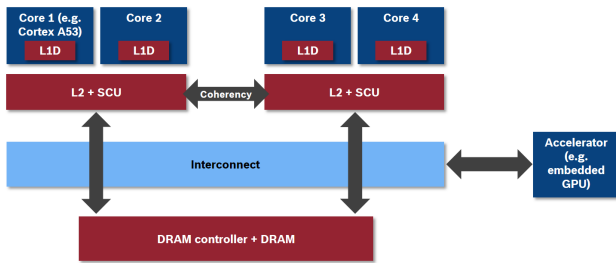 Core 1 (e.g.
Cortex A53)
L1D
Core 2
L1D
Core 3
L1D
Core 4
L1D
L2 + SCU
Coherency
L2 + SCU
Interconnect
Accelerator
(e.g.
embedded
GPU)
DRAM controller + DRAM